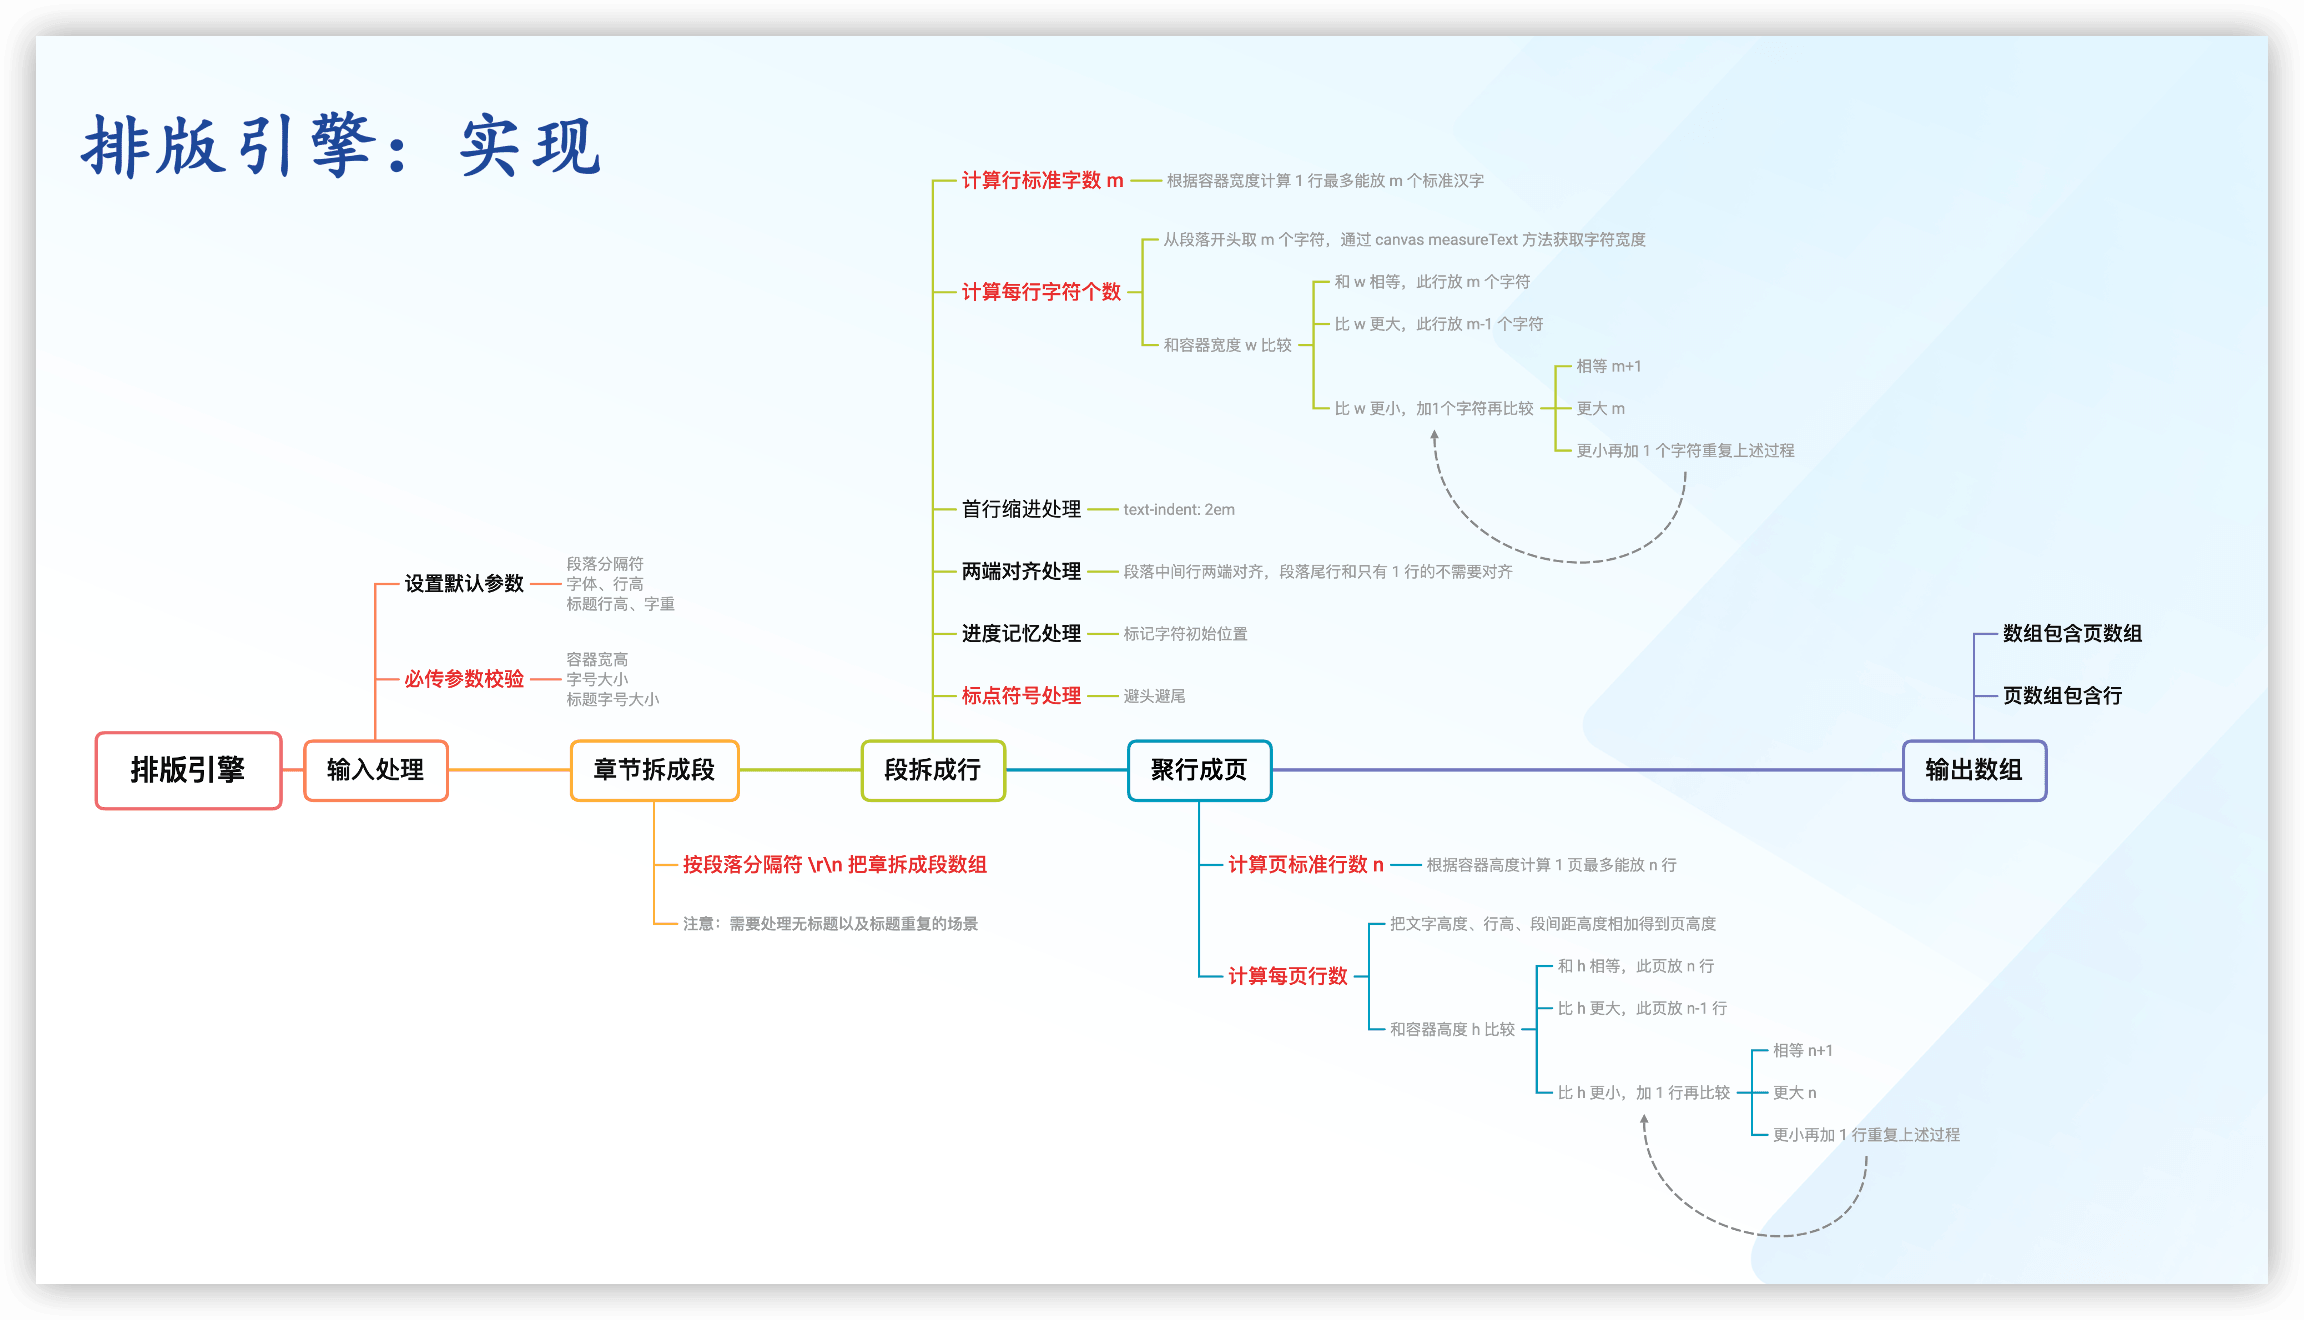 排版引擎：实现
计算行标准字数 m
根据容器宽度计算 1 行最多能放 m 个标准汉字
计算每行字符个数
从段落开头取 m 个字符，通过 canvas measureText 方法获取字符宽度
和容器宽度 w 比较
和 w 相等，此行放 m 个字符
比 w 更大，此行放 m-1 个字符
比 w 更小，加1个字符再比较
相等 m+1
更大 m
更小再加 1 个字符重复上述过程
首行缩进处理
text-indent: 2em
两端对齐处理
段落中间行两端对齐，段落尾行和只有 1 行的不需要对齐
进度记忆处理
标记字符初始位置
标点符号处理
避头避尾
设置默认参数
段落分隔符
字体、行高
标题行高、字重
必传参数校验
容器宽高
字号大小
标题字号大小
数组包含页数组
页数组包含行
排版引擎
输入处理
章节拆成段
段拆成行
聚行成页
输出数组
按段落分隔符 \r\n 把章拆成段数组
注意：需要处理无标题以及标题重复的场景
计算页标准行数 n
根据容器高度计算 1 页最多能放 n 行
计算每页行数
把文字高度、行高、段间距高度相加得到页高度
和容器高度 h 比较
和 h 相等，此页放 n 行
比 h 更大，此页放 n-1 行
比 h 更小，加 1 行再比较
相等 n+1
更大 n
更小再加 1 行重复上述过程